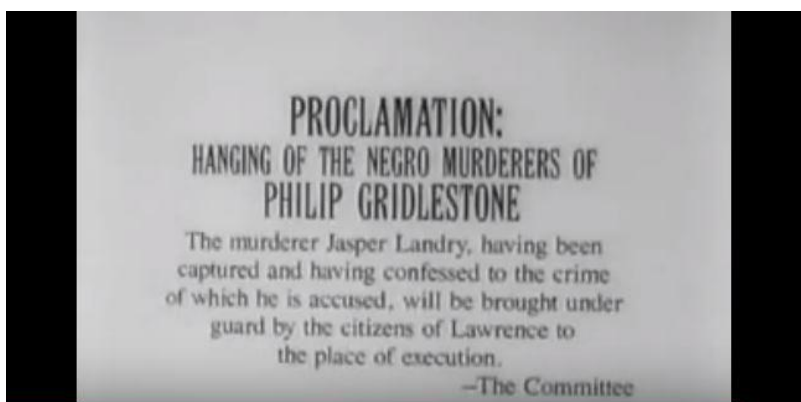 PROCLAMATION:
HANGING OF THE NEGRO MURDERERS OF
PHILIP GRIDLESTONE
The murderer Jasper Landry, having been
captured and having confessed to the crime
of which he is accused, will be brought under
guard by the citizens of Lawrence to
the place of execution.
–The Committee